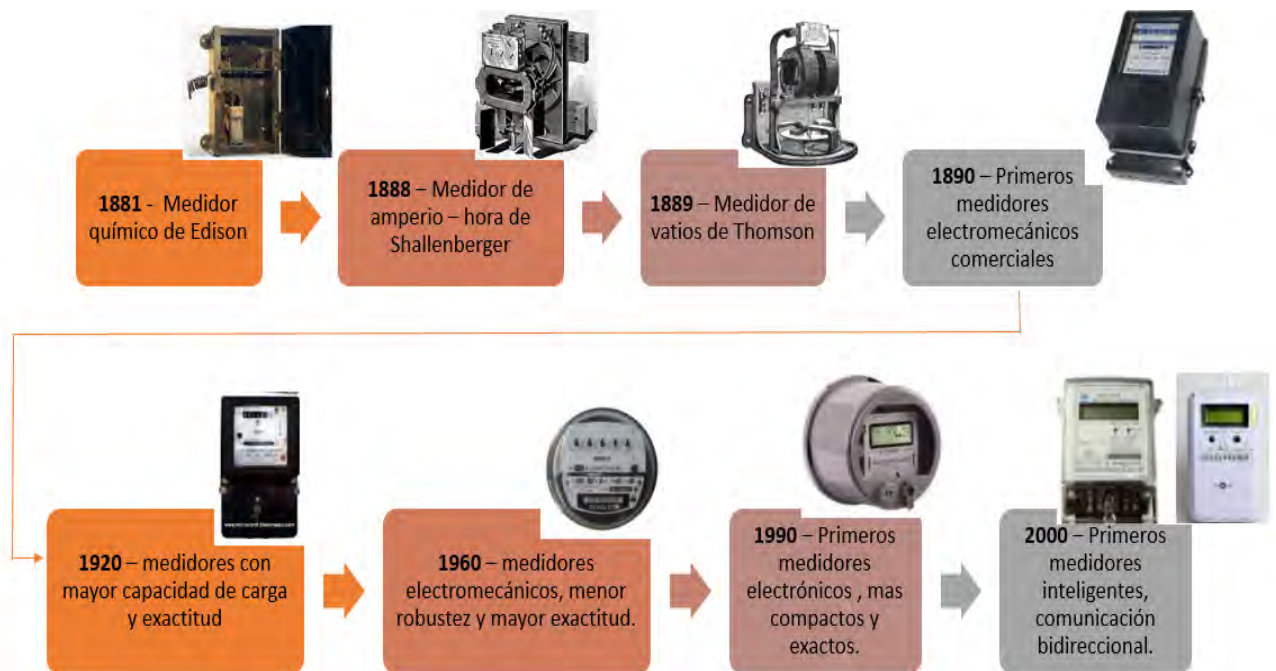 1881 - Medidor
químico de Edison
1888 – Medidor de
amperio – hora de
Shallenberger
1889 – Medidor de
vatios de Thomson
1890 – Primeros
medidores
electromecánicos
comerciales
1920 – medidores con
mayor capacidad de carga
y exactitud
1960 – medidores
electromecánicos, menor
robustez y mayor exactitud.
1990 – Primeros
medidores
electrónicos , mas
compactos y
exactos.
2000 – Primeros
medidores
inteligentes,
comunicación
bidireccional.